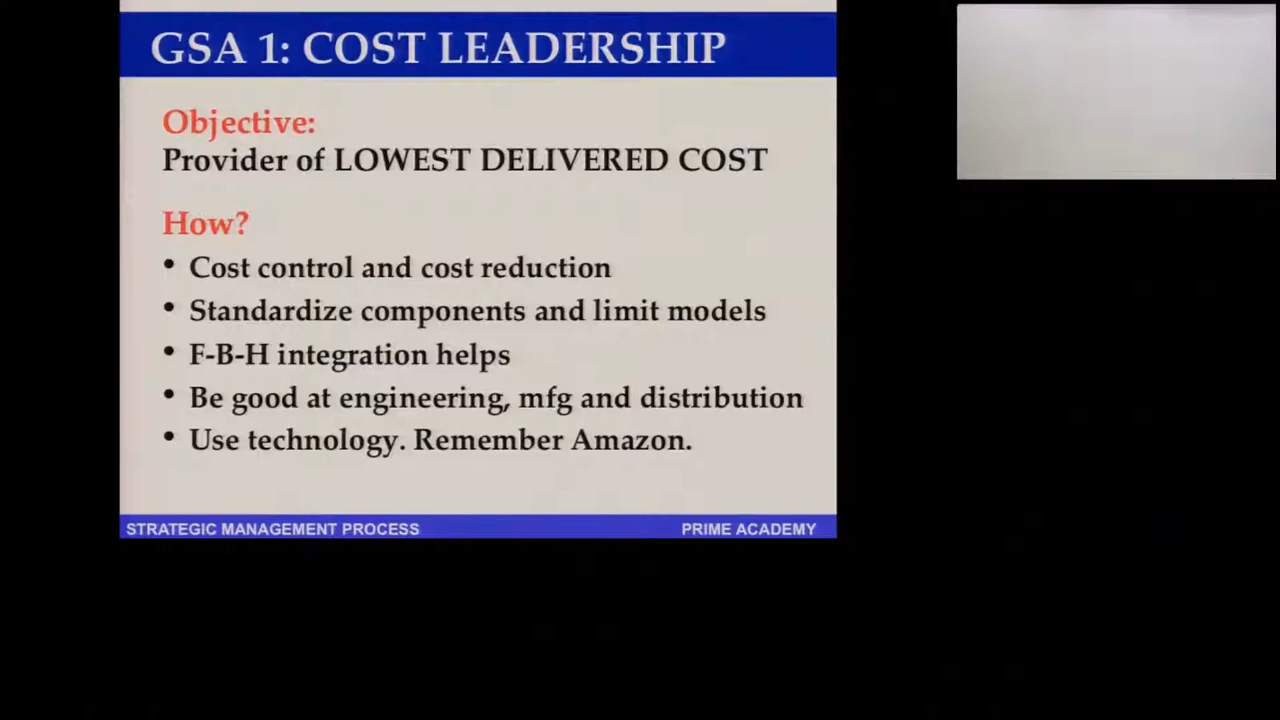 GSA 1: COST LEADERSHIP
Objective:
Provider of LOWEST DELIVERED COST
How?
• Cost control and cost reduction
• Standardize components and limit models
• F-B-H integration helps
• Be good at engineering, mfg and distribution
• Use technology. Remember Amazon.
STRATEGIC MANAGEMENT PROCESS
PRIME ACADEMY